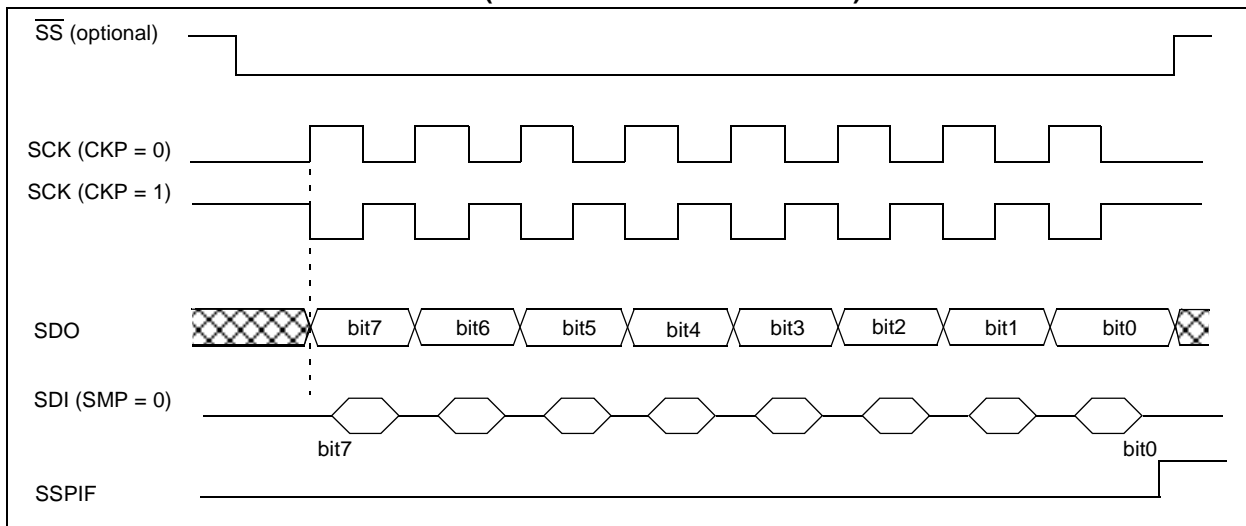 SS (optional)
SCK (CKP = 0)
SCK (CKP = 1)
SDO bit7 bit6 bit5 bit4 bit3 bit2 bit1 bit0
SDI (SMP = 0)
bit7 bit0
SSPIF